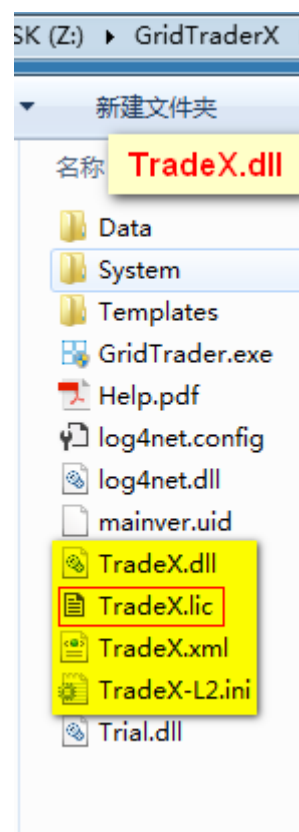 SK (Z:) ▸ GridTraderX
新建文件夹
名称
TradeX.dll
Data
System
Templates
GridTrader.exe
Help.pdf
log4net.config
log4net.dll
mainver.uid
TradeX.dll
TradeX.lic
TradeX.xml
TradeX-L2.ini
Trial.dll